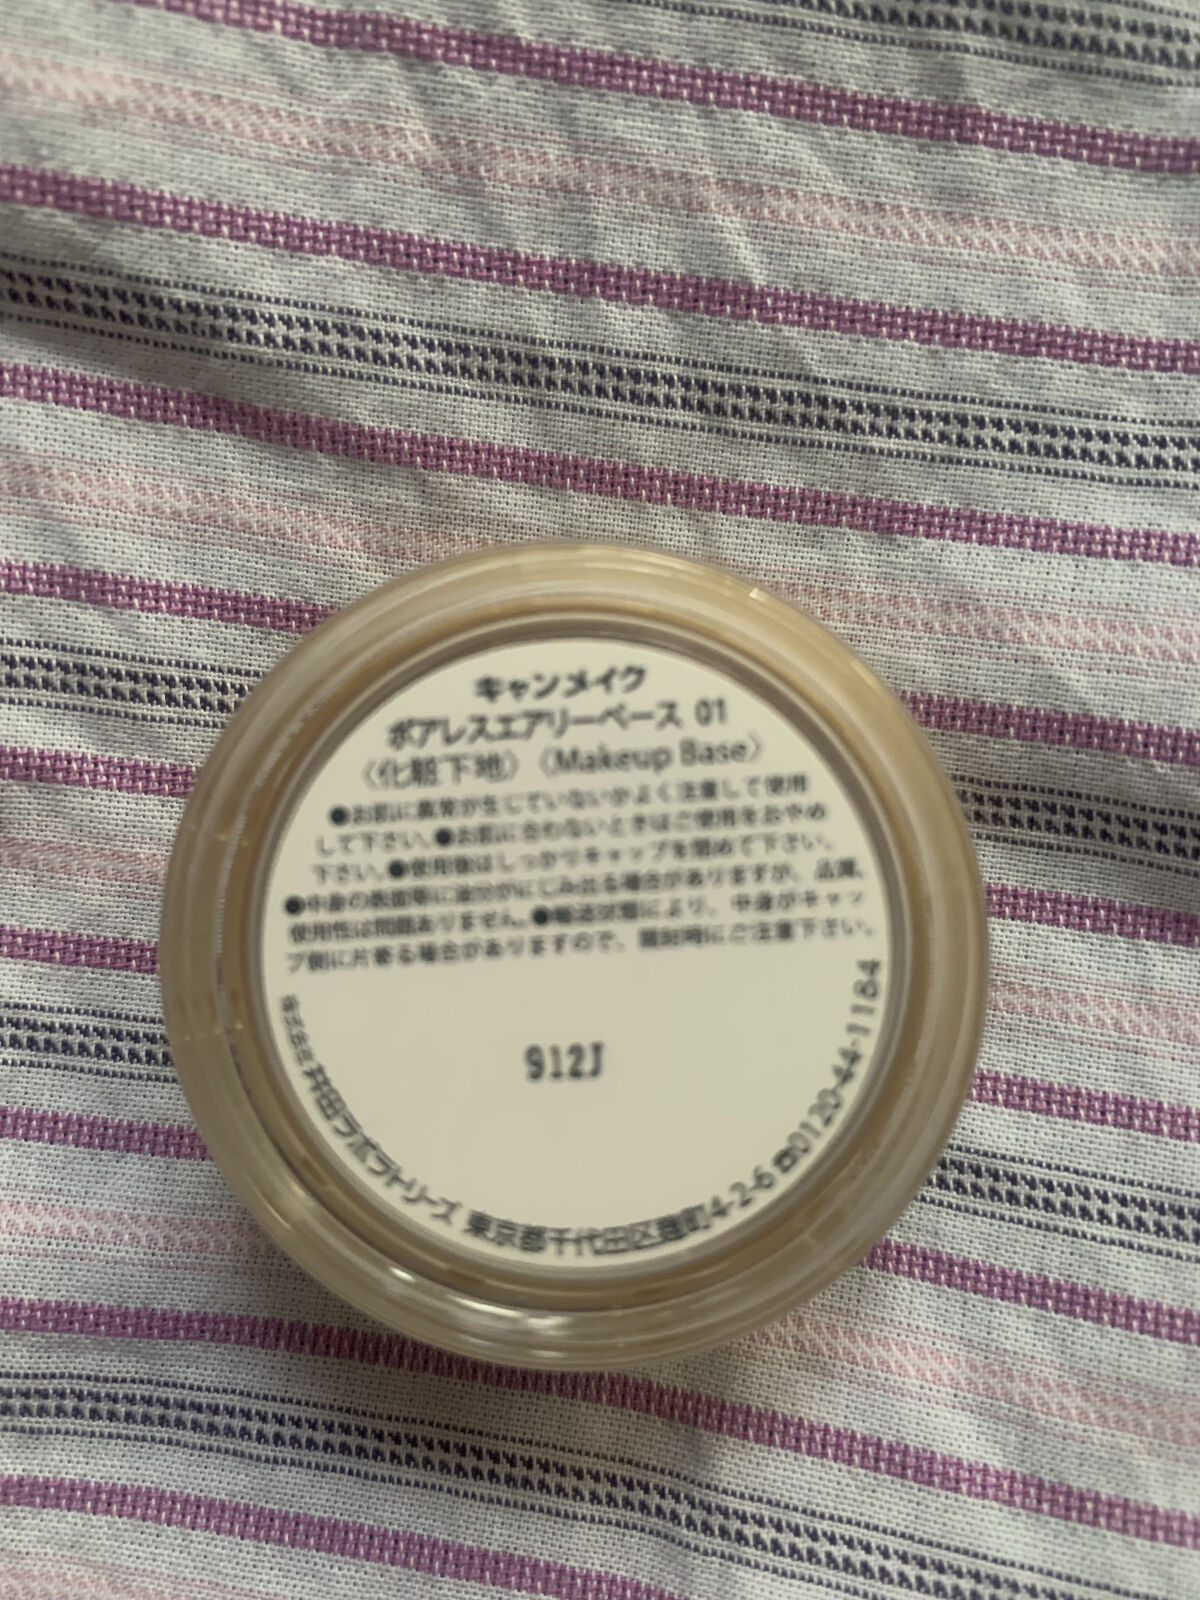 キャンメイク
ポアレスエアリーベース 01
〈化粧下地〉〈Makeup Base〉
●お肌に異常が生じていないかよく注意して使用
して下さい。●お肌に合わないときはご使用をおやめ
下さい。●使用後はしっかりキャップを閉めて下さい。
●中身の表面等に油分がにじみ出る場合がありますが、品質、
使用性は問題ありません。●輸送状態により、中身がキャッ
プ側に片寄る場合がありますので、開封時にご注意下さい。
912J
株式会社 井田ラボラトリーズ 東京都千代田区麹町4-2-6 ☎0120-44-1184